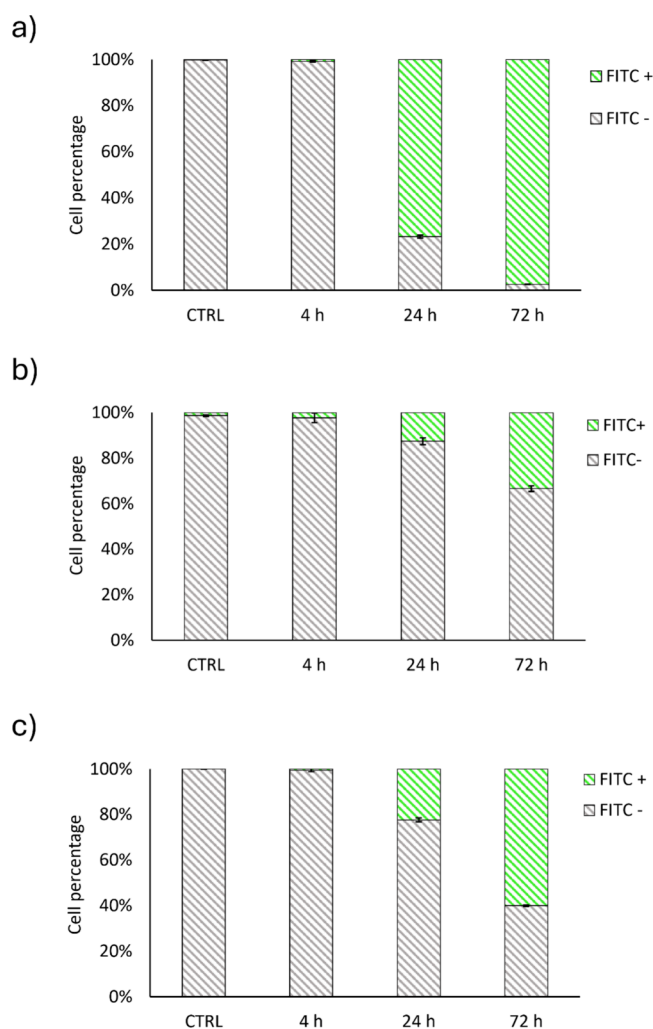 a)
100%
80%
60%
40%
20%
0%
Cell percentage
CTRL 4 h 24 h 72 h
FITC +
FITC -
b)
100%
80%
60%
40%
20%
0%
Cell percentage
CTRL 4 h 24 h 72 h
FITC+
FITC-
c)
100%
80%
60%
40%
20%
0%
Cell percentage
CTRL 4 h 24 h 72 h
FITC +
FITC -